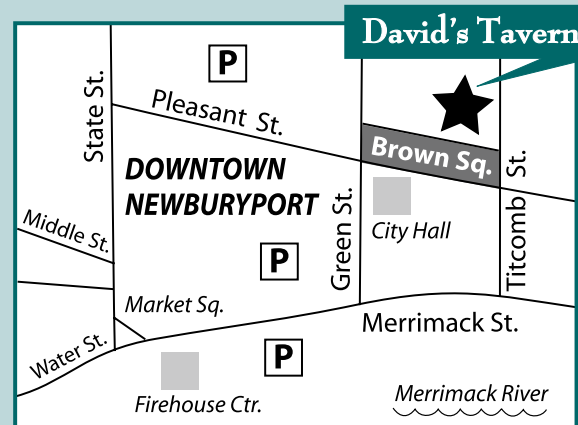 David's Tavern
P
State St.
Pleasant St.
Brown Sq.
DOWNTOWN
NEWBURYPORT
Middle St.
Green St.
City Hall
Titcomb St.
P
Market Sq.
Merrimack St.
Water St.
P
Firehouse Ctr.
Merrimack River